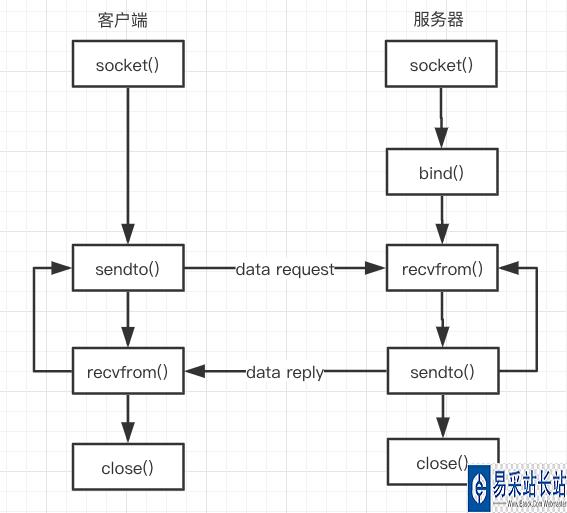 客户端
服务器
socket()
socket()
bind()
sendto()
data request
recvfrom()
recvfrom()
data reply
sendto()
close()
close()
易采站长站
www.Easck.com Webmaster